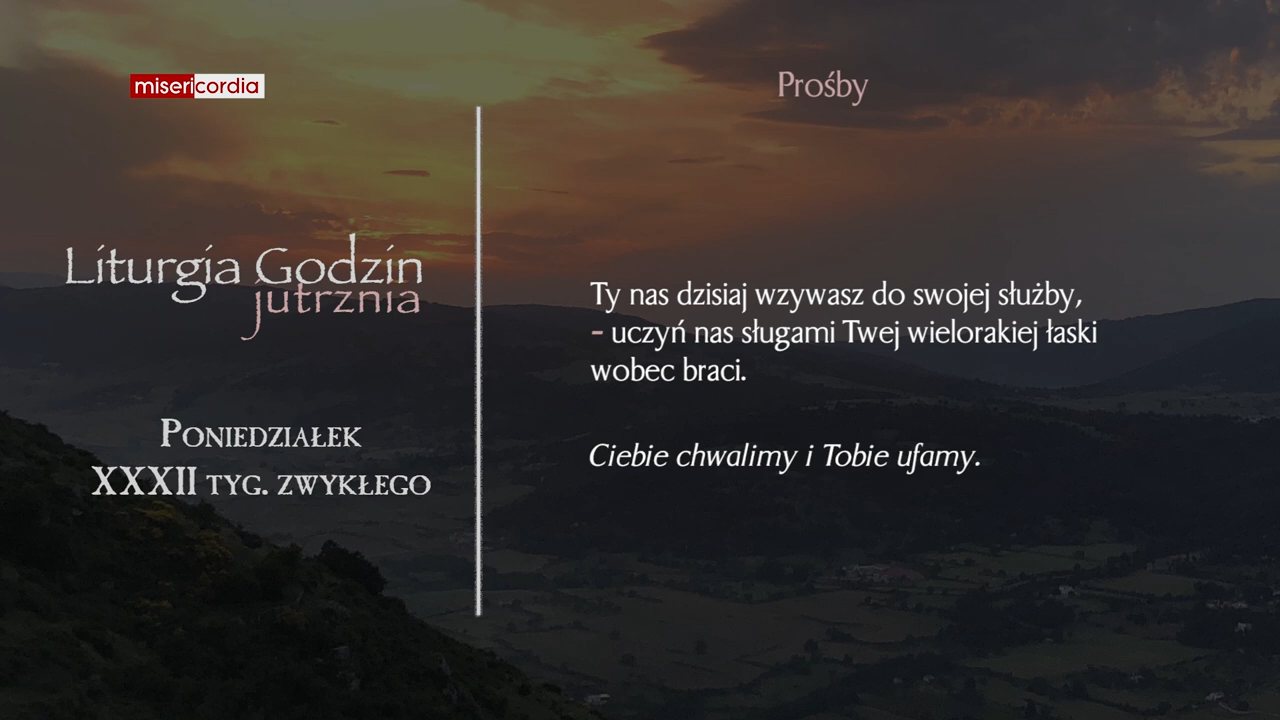 misericordia
Prośby
Liturgia Godzin
jutrznia
Poniedziałek
XXXII tyg. zwykłego
Ty nas dzisiaj wzywasz do swojej służby,
- uczyń nas sługami Twej wielorakiej łaski
wobec braci.
Ciebie chwalimy i Tobie ufamy.